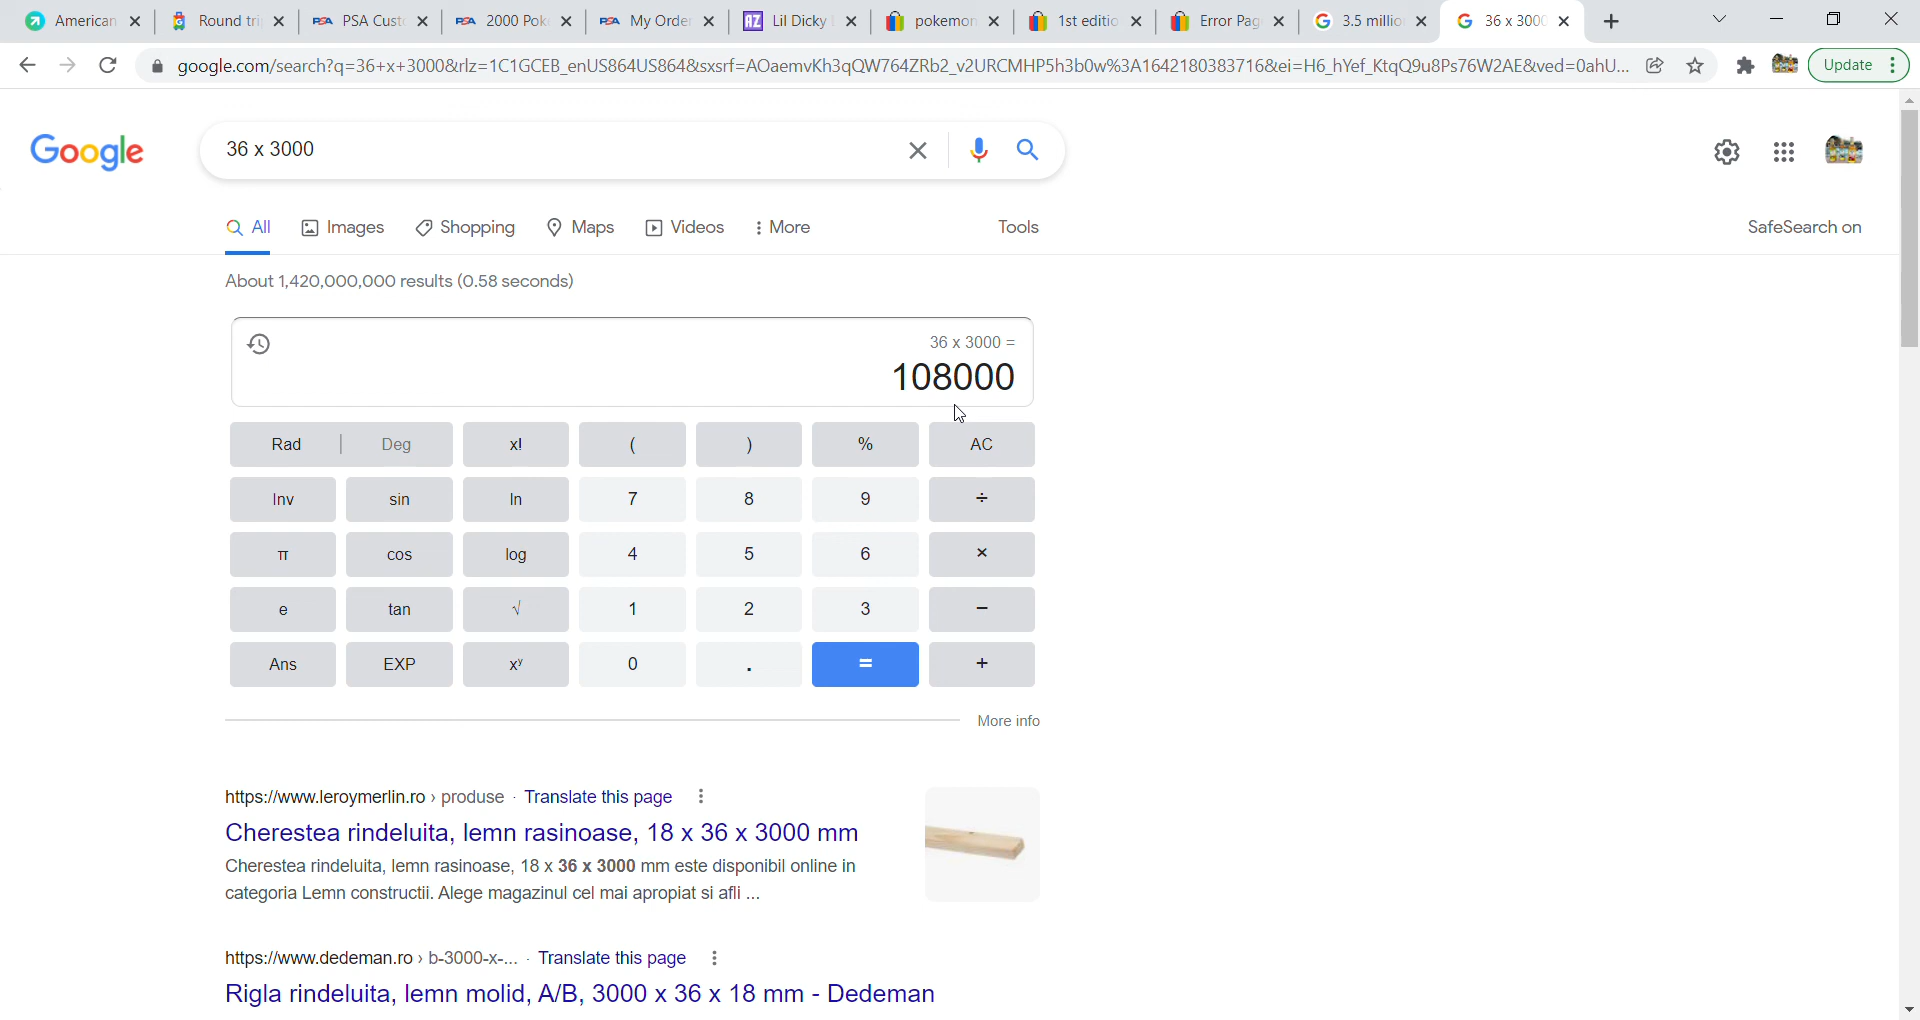 American
Round tri
PSA PSA Cust
PSA 2000 Pok
PSA My Order
AZ Lil Dicky
pokemon
1st editio
Error Pag
3.5 millio
36 x 3000
google.com/search?q=36+x+3000&rlz=1C1GCEB_enUS864US864&sxsrf=AOaemvKh3qQW764ZRb2_v2URCMHP5h3b0w%3A1642180383716&ei=H6_hYef_KtqQ9u8Ps76W2AE&ved=0ahU...
Update
Google
36 x 3000
All Images Shopping Maps Videos More Tools SafeSearch on
About 1,420,000,000 results (0.58 seconds)
36 x 3000 =
108000
Rad | Deg x! ( ) % AC
Inv sin ln 7 8 9 ÷
π cos log 4 5 6 ×
e tan √ 1 2 3 −
Ans EXP xʸ 0 . = +
More info
https://www.leroymerlin.ro › produse · Translate this page
Cherestea rindeluita, lemn rasinoase, 18 x 36 x 3000 mm
Cherestea rindeluita, lemn rasinoase, 18 x 36 x 3000 mm este disponibil online in
categoria Lemn constructii. Alege magazinul cel mai apropiat si afli ...
https://www.dedeman.ro › b-3000-x-... · Translate this page
Rigla rindeluita, lemn molid, A/B, 3000 x 36 x 18 mm - Dedeman